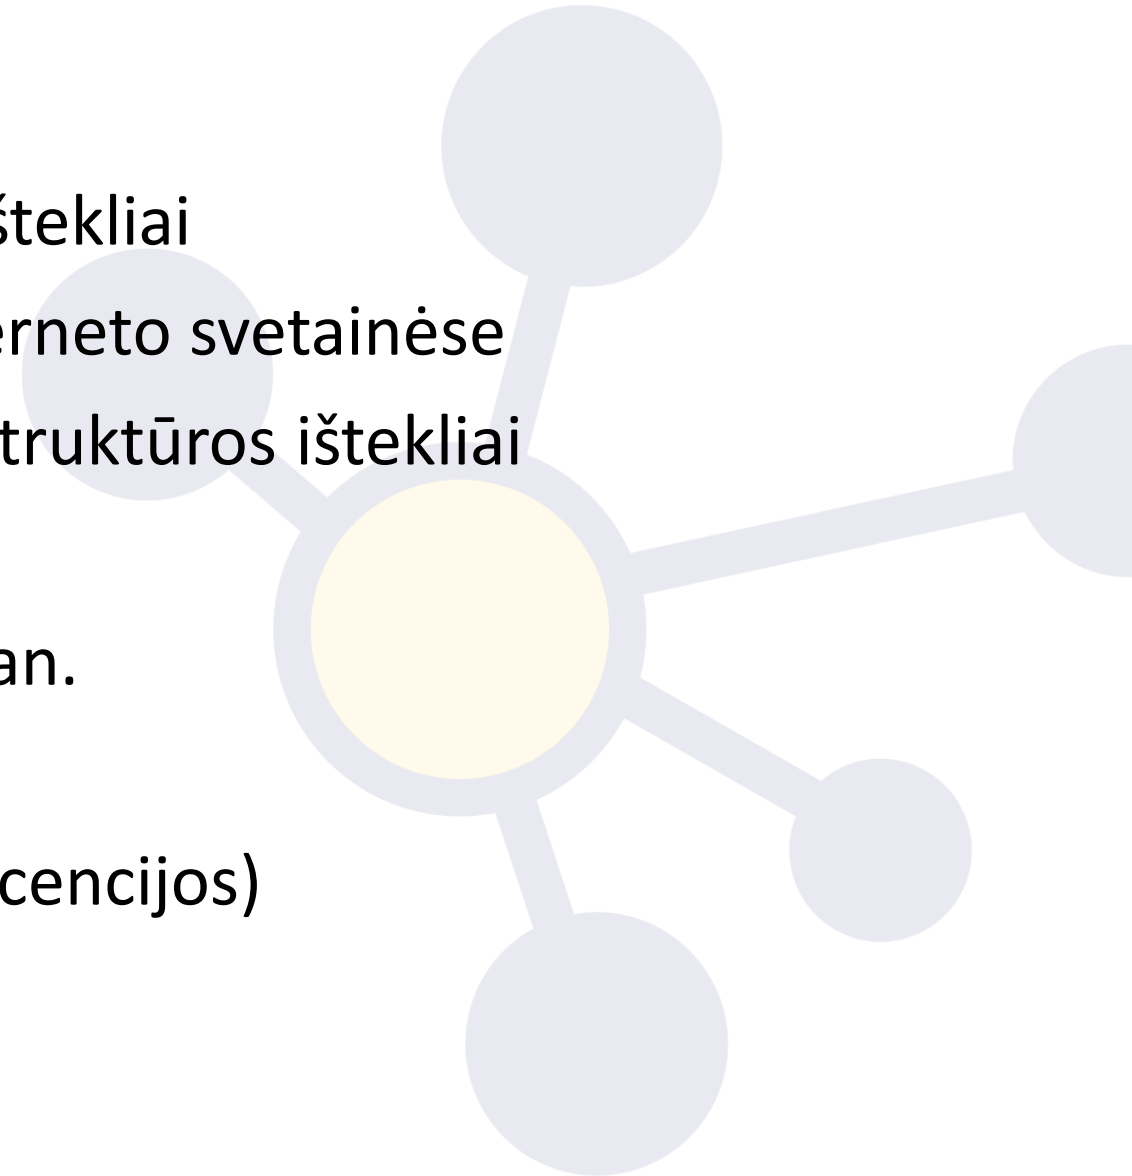 štekliai
erneto svetainėse
truktūros ištekliai
an.
cencijos)